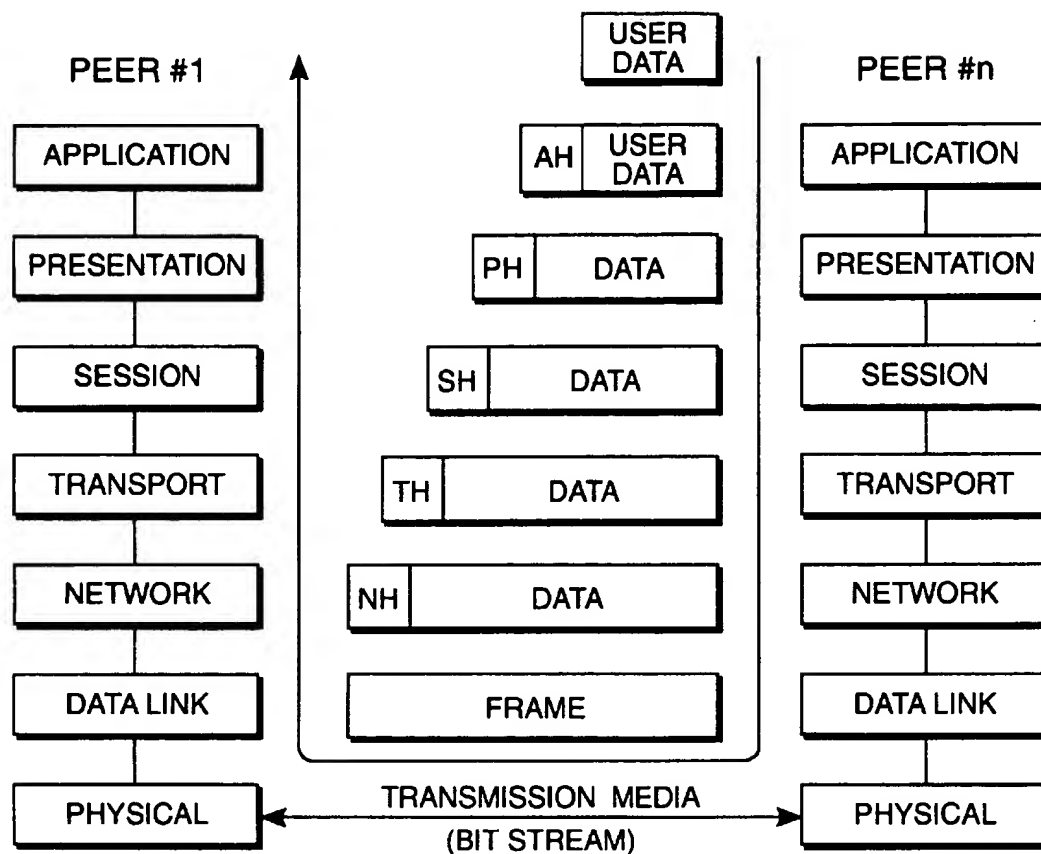 USER
DATA
PEER #1
PEER #n
APPLICATION
AH
USER
DATA
APPLICATION
PRESENTATION
PH
DATA
PRESENTATION
SESSION
SH
DATA
SESSION
TRANSPORT
TH
DATA
TRANSPORT
NETWORK
NH
DATA
NETWORK
DATA LINK
FRAME
DATA LINK
PHYSICAL
TRANSMISSION MEDIA
(BIT STREAM)
PHYSICAL